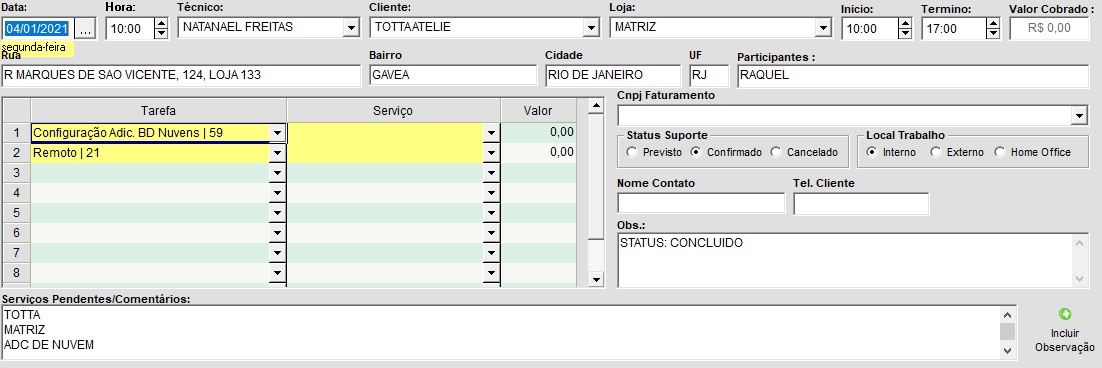 Data: Hora: Técnico: Cliente: Loja: Inicio: Termino: Valor Cobrado :
04/01/2021 ... 10:00 NATANAEL FREITAS TOTTAATELIE MATRIZ 10:00 17:00 R$ 0,00
segunda-feira
Rua Bairro Cidade UF Participantes :
R MARQUES DE SAO VICENTE, 124, LOJA 133 GAVEA RIO DE JANEIRO RJ RAQUEL
Tarefa Serviço Valor
1 Configuração Adic. BD Nuvens | 59 0,00
2 Remoto | 21 0,00
3
4
5
6
7
8
Cnpj Faturamento
Status Suporte Local Trabalho
Previsto Confirmado Cancelado Interno Externo Home Office
Nome Contato Tel. Cliente
Obs.:
STATUS: CONCLUIDO
Serviços Pendentes/Comentários:
TOTTA
MATRIZ
ADC DE NUVEM
Incluir
Observação